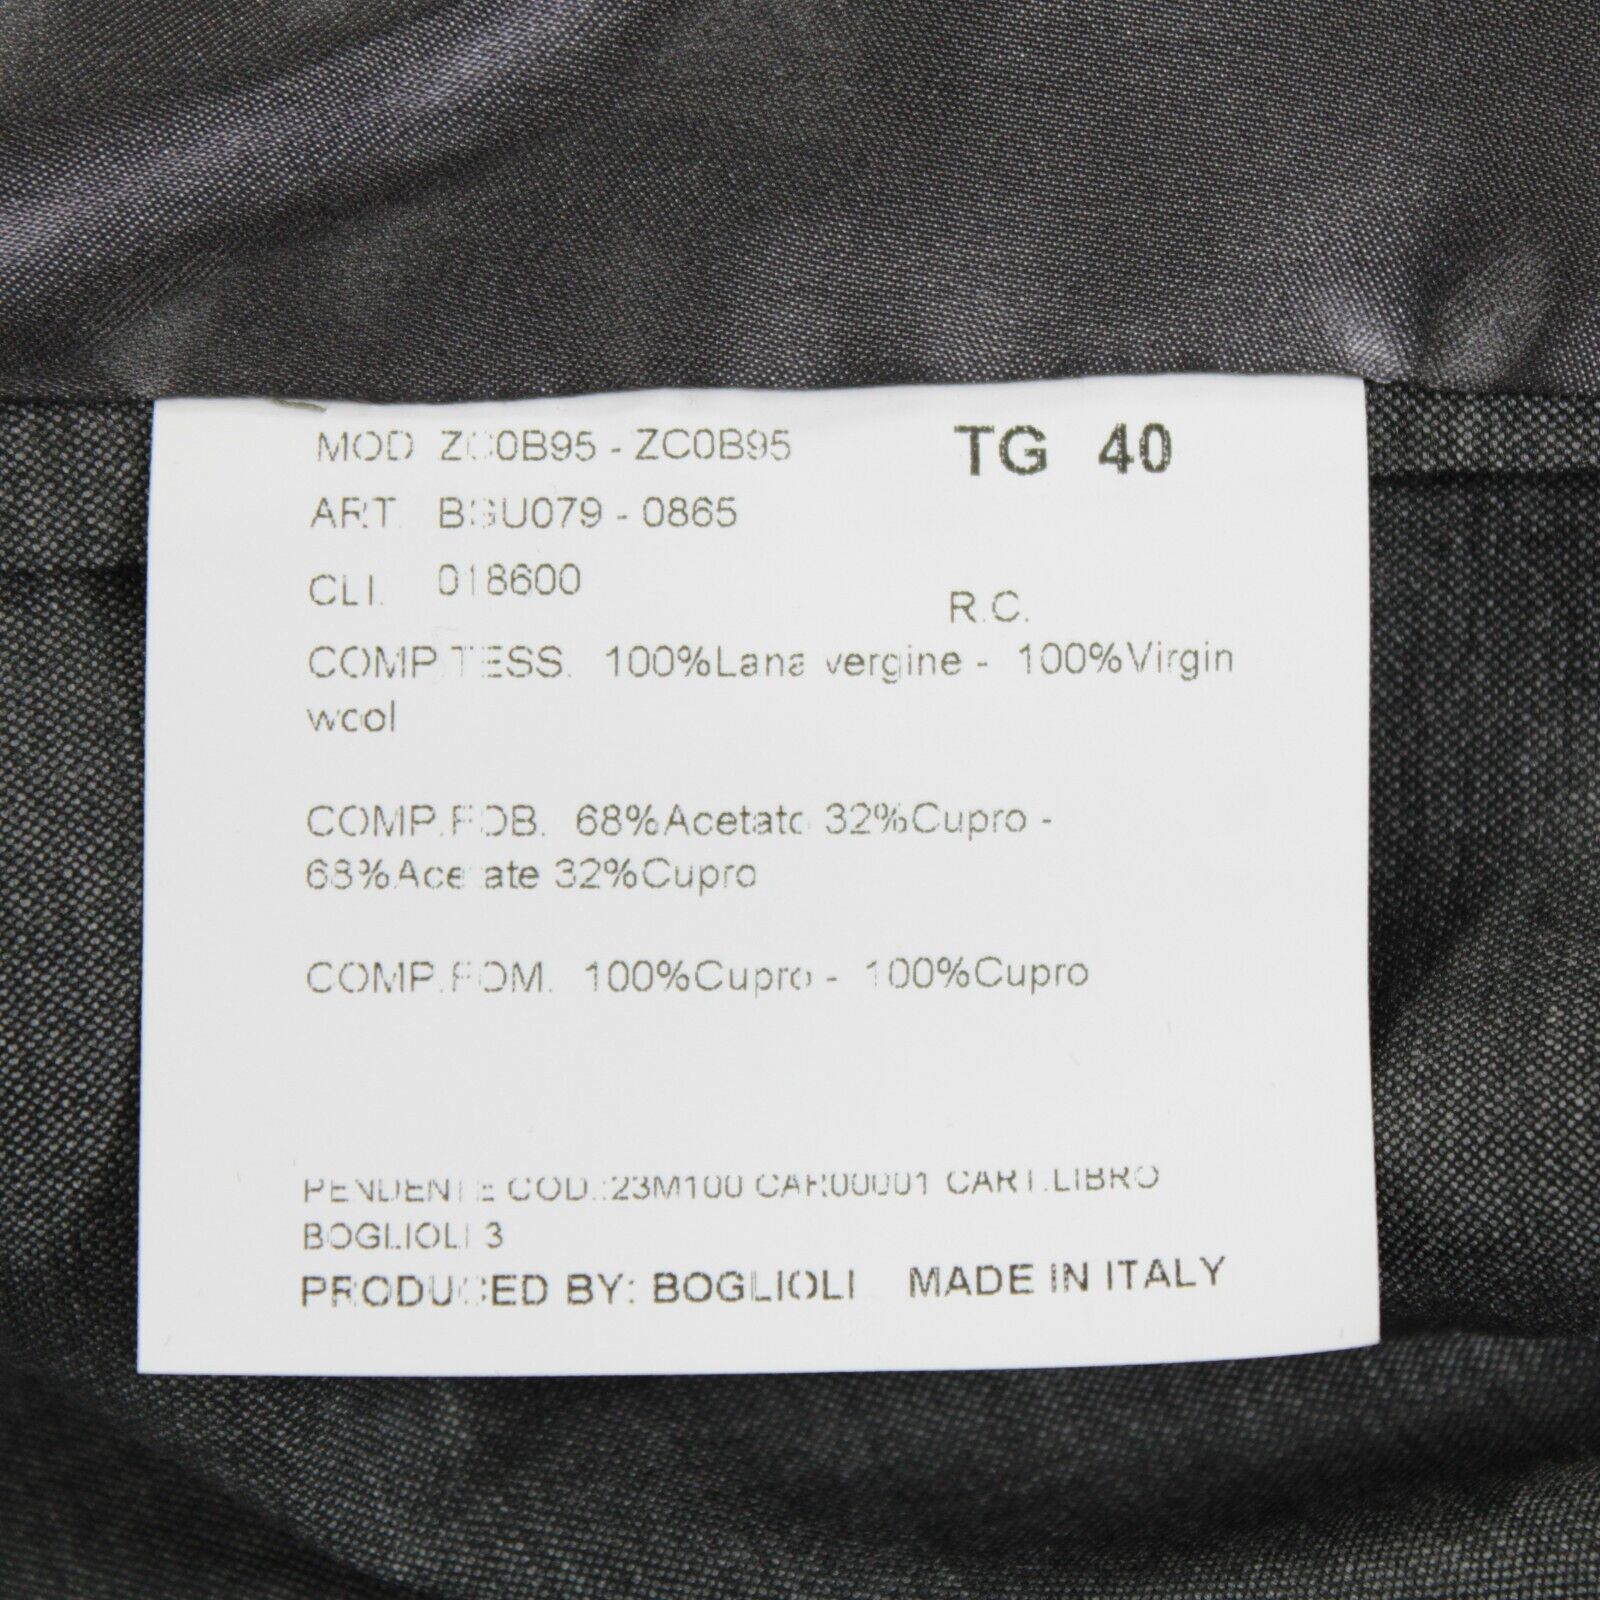 MOD ZC0B95 - ZC0B95 TG 40
ART. BGU079 - 0865
CLI. 018600
R.C.
COMP.TESS. 100%Lana vergine - 100%Virgin
wool
COMP.FOB. 68%Acetato 32%Cupro -
68%Acetate 32%Cupro
COMP.FOM. 100%Cupro - 100%Cupro
PENDENTE COD.:23M100 CAR00001 CART.LIBRO
BOGLIOLI 3
PRODUCED BY: BOGLIOLI MADE IN ITALY